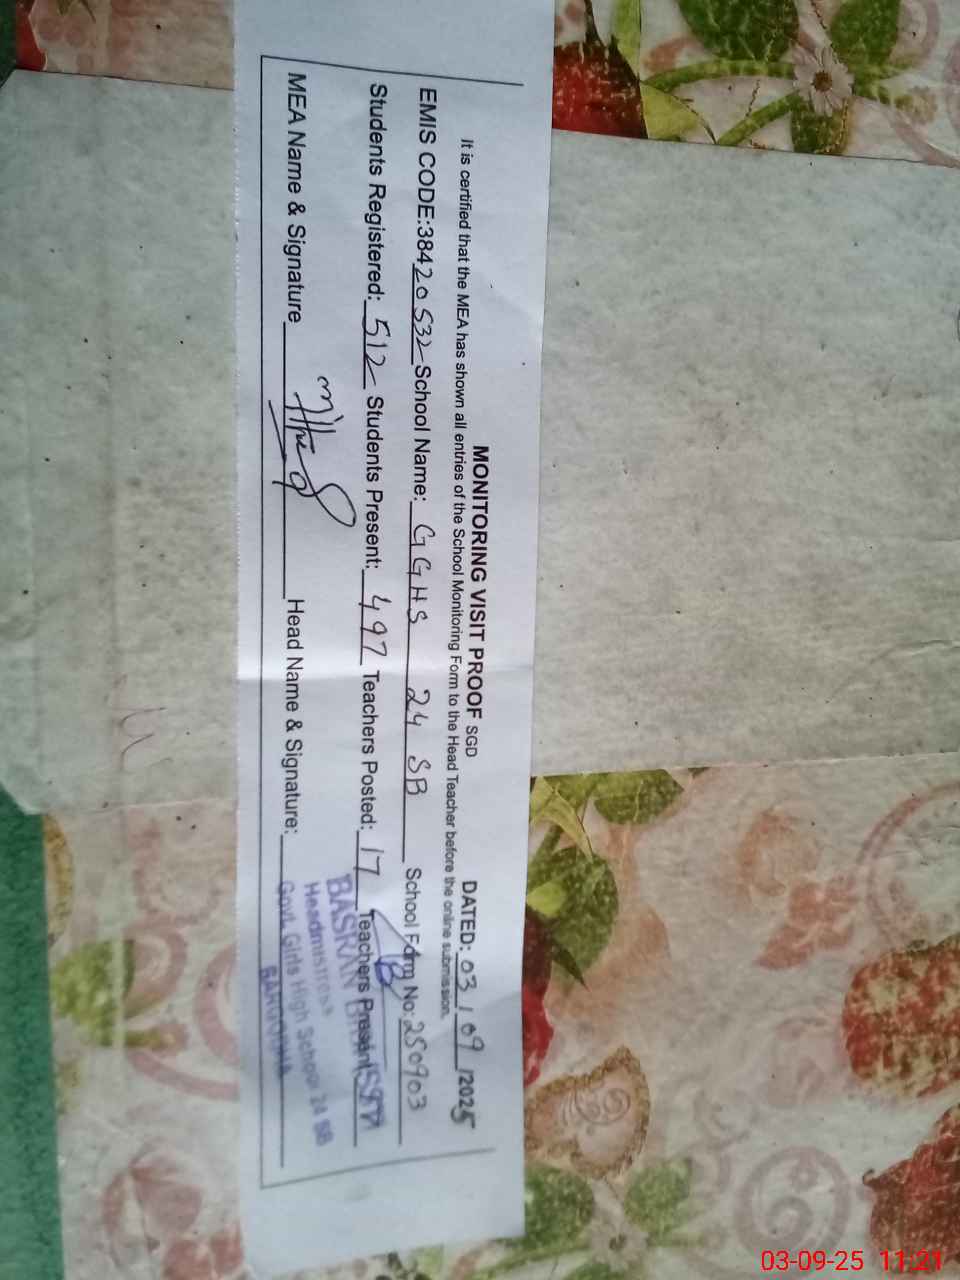 MONITORING VISIT PROOF SGD DATED: 03 / 09 /2025
It is certified that the MEA has shown all entries of the School Monitoring Form to the Head Teacher before the online submission.
EMIS CODE:38420532 School Name: GGHS 24 SB School Form No: 250903
Students Registered: 512 Students Present: 497 Teachers Posted: 17 Teachers Present
MEA Name & Signature Head Name & Signature:
Headmistress
Govt. Girls High School 24 SB
SARGODHA
03-09-25 11:21